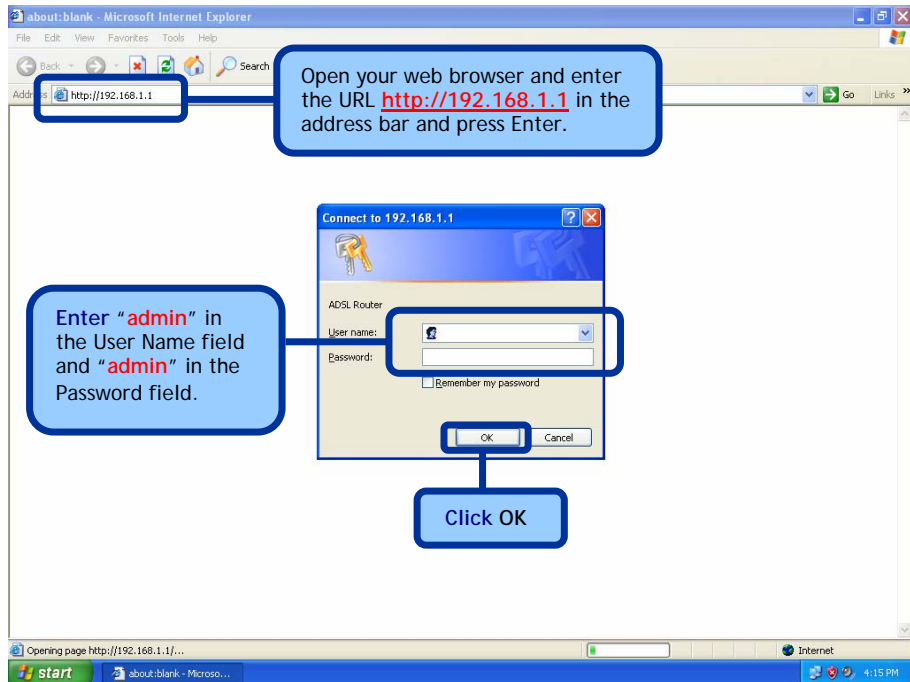 about:blank - Microsoft Internet Explorer
File Edit View Favorites Tools Help
Back Search
Address http://192.168.1.1 Go Links »
Open your web browser and enter
the URL http://192.168.1.1 in the
address bar and press Enter.
Connect to 192.168.1.1
ADSL Router
User name:
Password:
Remember my password
OK Cancel
Enter “admin” in
the User Name field
and “admin” in the
Password field.
Click OK
Opening page http://192.168.1.1/... Internet
start about:blank - Microso... 4:15 PM